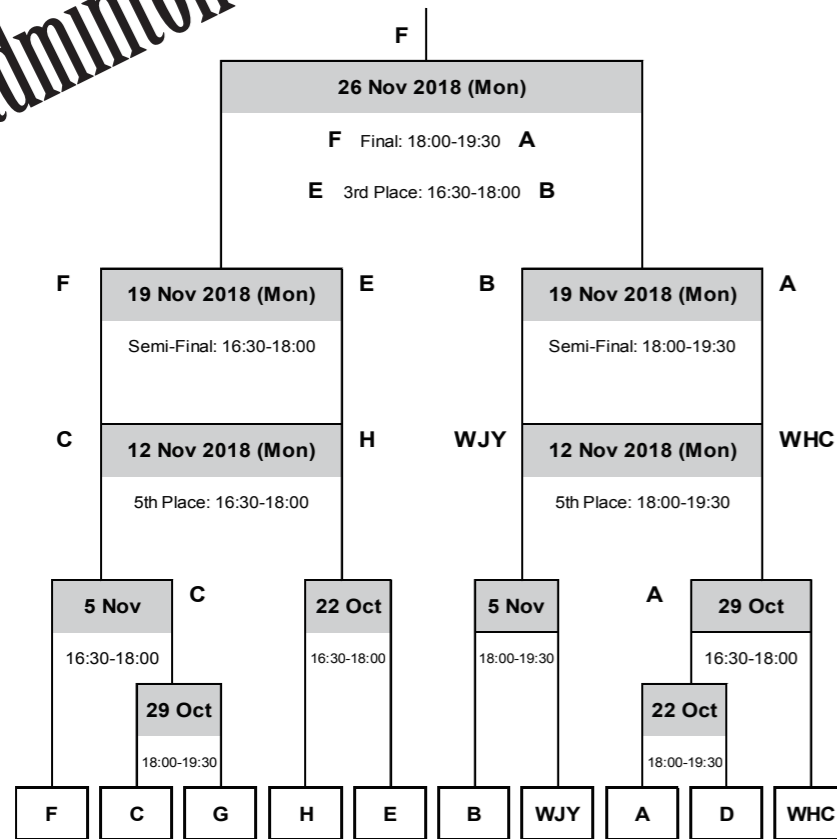 F
26 Nov 2018 (Mon)
F Final: 18:00-19:30 A
E 3rd Place: 16:30-18:00 B
F 19 Nov 2018 (Mon) E B 19 Nov 2018 (Mon) A
Semi-Final: 16:30-18:00 Semi-Final: 18:00-19:30
C 12 Nov 2018 (Mon) H WJY 12 Nov 2018 (Mon) WHC
5th Place: 16:30-18:00 5th Place: 18:00-19:30
5 Nov C 22 Oct 5 Nov A 29 Oct
16:30-18:00 16:30-18:00 18:00-19:30 16:30-18:00
29 Oct 22 Oct
18:00-19:30 18:00-19:30
F C G H E B WJY A D WHC